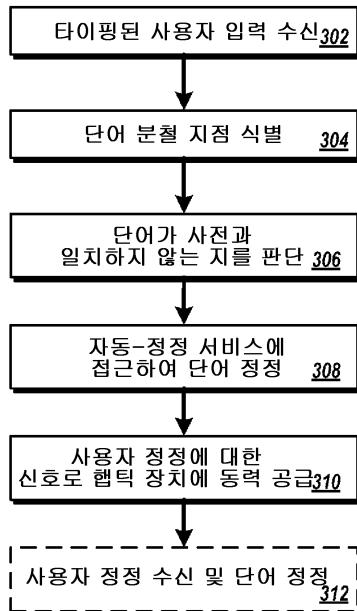 타이핑된 사용자 입력 수신 302
단어 분철 지점 식별 304
단어가 사전과
일치하지 않는 지를 판단 306
자동-정정 서비스에
접근하여 단어 정정 308
사용자 정정에 대한
신호로 햅틱 장치에 동력 공급 310
사용자 정정 수신 및 단어 정정
312